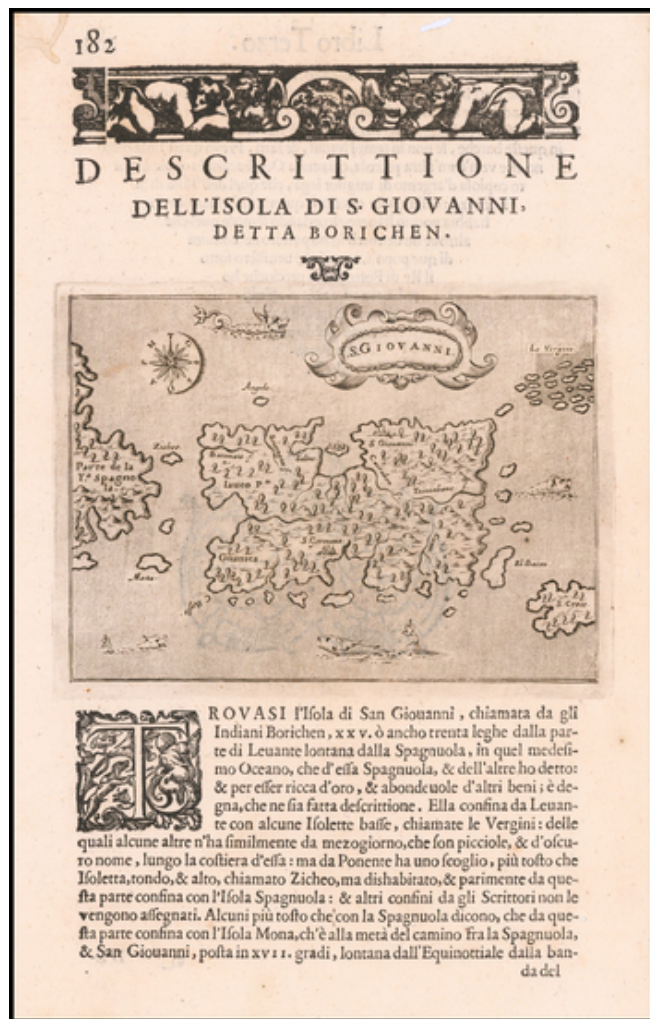 182
DESCRITTIONE
DELL'ISOLA DI S. GIOVANNI,
DETTA BORICHEN.
S. GIOVANNI.
Le Vergini
Parte de la
Spagno
la
Mona
Guanica
S. Croce
TROVASI l'Isola di San Giouanni, chiamata da gli
Indiani Borichen, xxv. ò ancho trenta leghe dalla par-
te di Leuante lontana dalla Spagnuola, in quel medesi-
mo Oceano, che d'essa Spagnuola, & dell'altre ho detto:
& per esser ricca d'oro, & abondeuole d'altri beni; è de-
gna, che ne sia fatta descrittione. Ella confina da Leuan-
te con alcune Isolette basse, chiamate le Vergini: delle
quali alcune altre n'ha similmente da mezogiorno, che son picciole, & d'oscu-
ro nome, lungo la costiera d'essa: ma da Ponente ha uno scoglio, più tosto che
Isoletta, tondo, & alto, chiamato Zicheo, ma dishabitato, & parimente da que-
sta parte confina con l'Isola Spagnuola: & altri confini da gli Scrittori non le
vengono assegnati. Alcuni più tosto che con la Spagnuola dicono, che da que-
sta parte confina con l'Isola Mona, ch'è alla metà del camino fra la Spagnuola,
& San Giouanni, posta in xvii. gradi, lontana dall'Equinottiale dalla ban-
da del